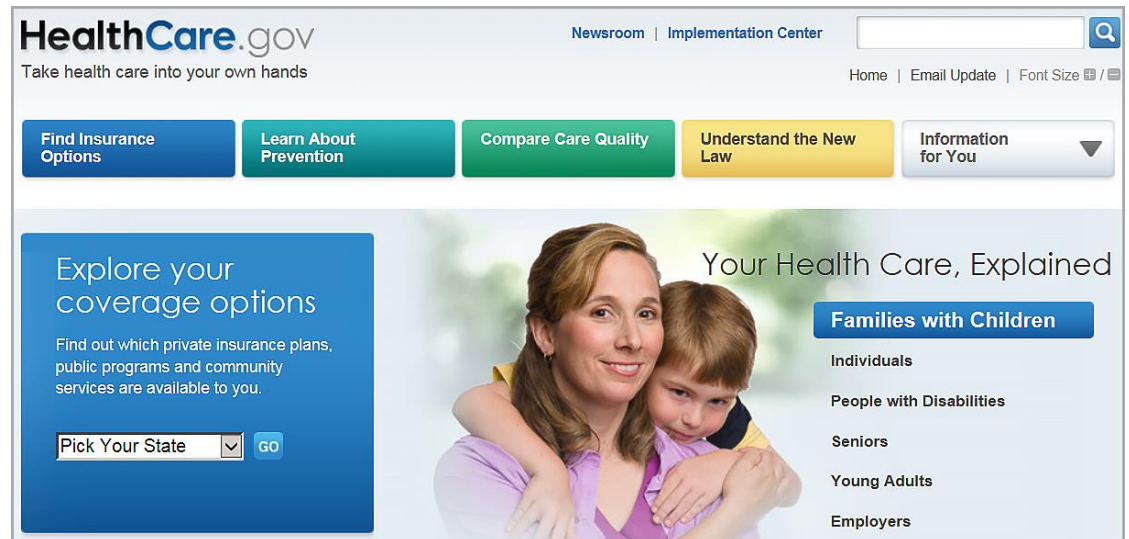 HealthCare.gov
Take health care into your own hands
Newsroom | Implementation Center
Home | Email Update | Font Size + / -
Find Insurance
Options
Learn About
Prevention
Compare Care Quality
Understand the New
Law
Information
for You
Explore your
coverage options
Find out which private insurance plans,
public programs and community
services are available to you.
Pick Your State
GO
Your Health Care, Explained
Families with Children
Individuals
People with Disabilities
Seniors
Young Adults
Employers